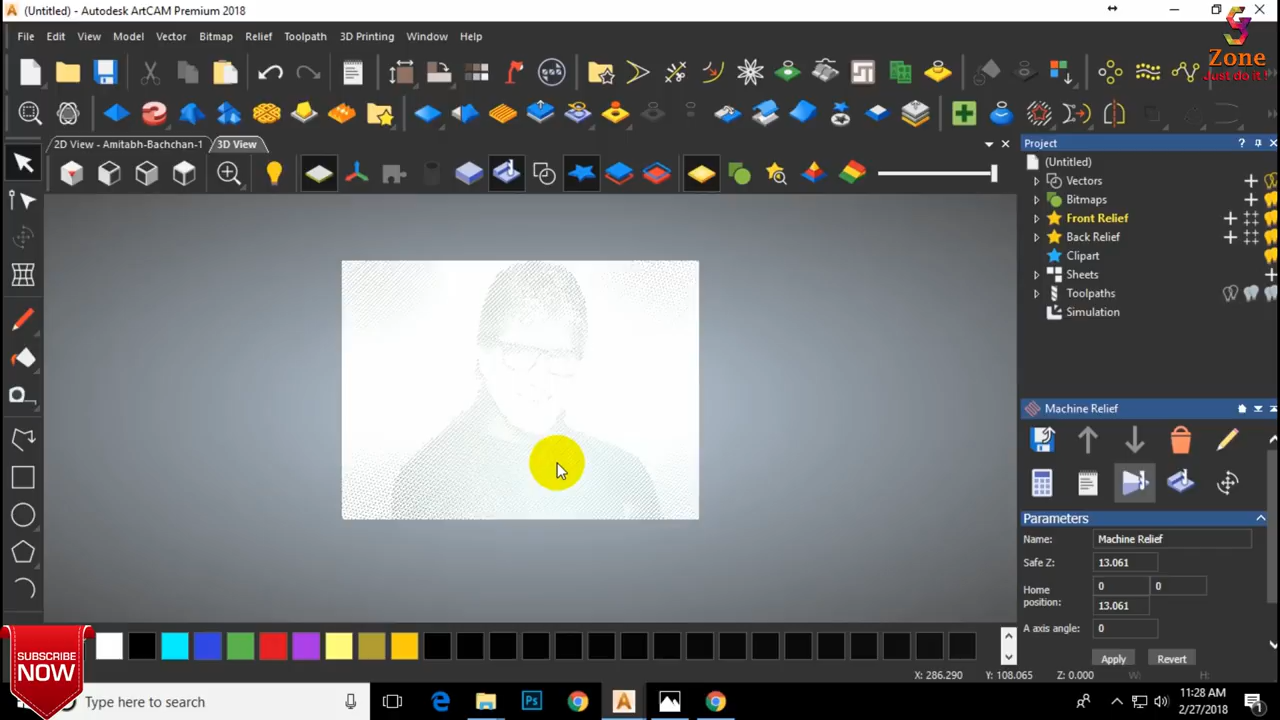 (Untitled) - Autodesk ArtCAM Premium 2018
File Edit View Model Vector Bitmap Relief Toolpath 3D Printing Window Help
Zone
Just do it !
2D View - Amitabh-Bachchan-1 3D View
Project
(Untitled)
Vectors
Bitmaps
Front Relief
Back Relief
Clipart
Sheets
Toolpaths
Simulation
Machine Relief
Parameters
Name: Machine Relief
Safe Z: 13.061
Home position: 0 0
13.061
A axis angle: 0
Apply Revert
X: 286.290 Y: 108.065 Z: 0.000 W: H:
SUBSCRIBE
NOW
Type here to search
Ps
11:28 AM
2/27/2018